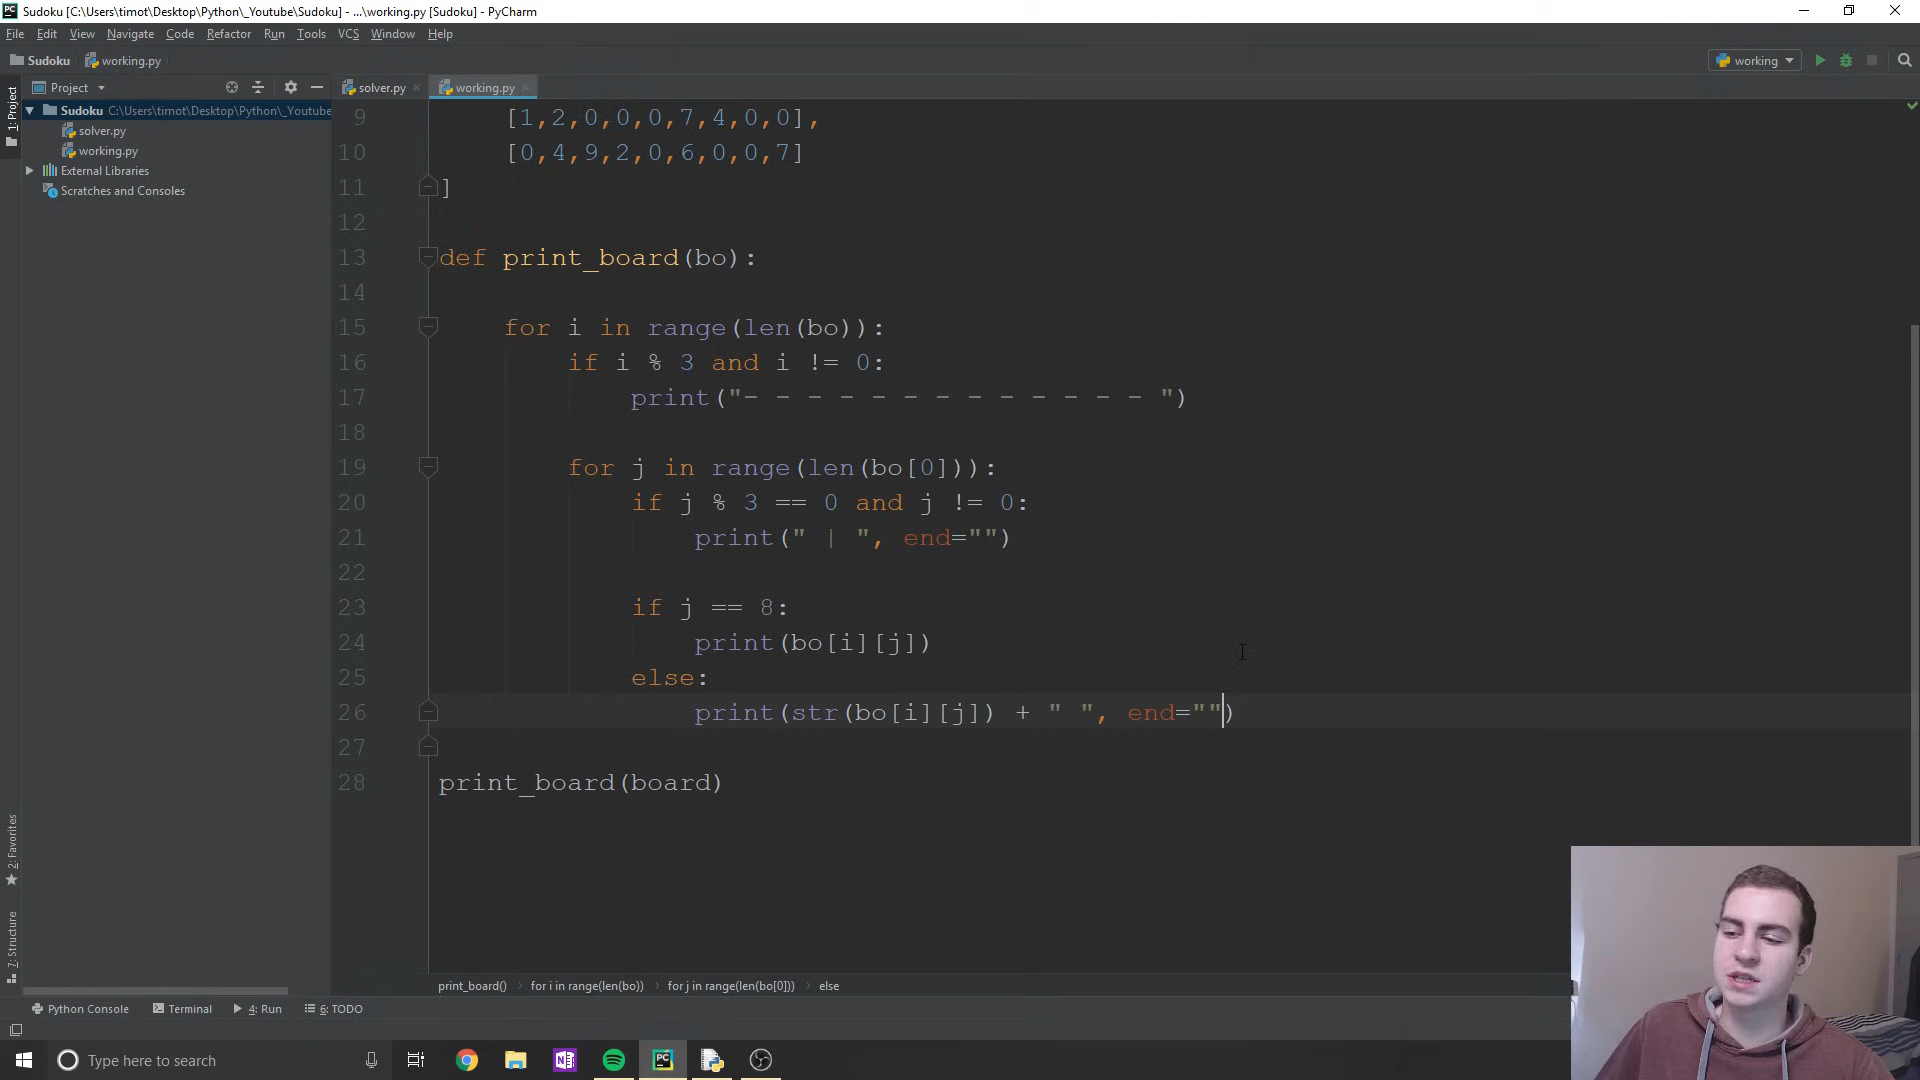 Sudoku [C:\Users\timot\Desktop\Python\_Youtube\Sudoku] - ...\working.py [Sudoku] - PyCharm
File Edit View Navigate Code Refactor Run Tools VCS Window Help
Sudoku working.py
working
1: Project
Project
solver.py
working.py
Sudoku C:\Users\timot\Desktop\Python\_Youtube
solver.py
working.py
External Libraries
Scratches and Consoles
9 [1,2,0,0,0,7,4,0,0],
10 [0,4,9,2,0,6,0,0,7]
11 ]
12
13 def print_board(bo):
14
15 for i in range(len(bo)):
16 if i % 3 and i != 0:
17 print("- - - - - - - - - - - - - ")
18
19 for j in range(len(bo[0])):
20 if j % 3 == 0 and j != 0:
21 print(" | ", end="")
22
23 if j == 8:
24 print(bo[i][j])
25 else:
26 print(str(bo[i][j]) + " ", end="")
27
28 print_board(board)
2: Favorites
7: Structure
print_board() for i in range(len(bo)) for j in range(len(bo[0])) else
Python Console Terminal 4: Run 6: TODO
Type here to search